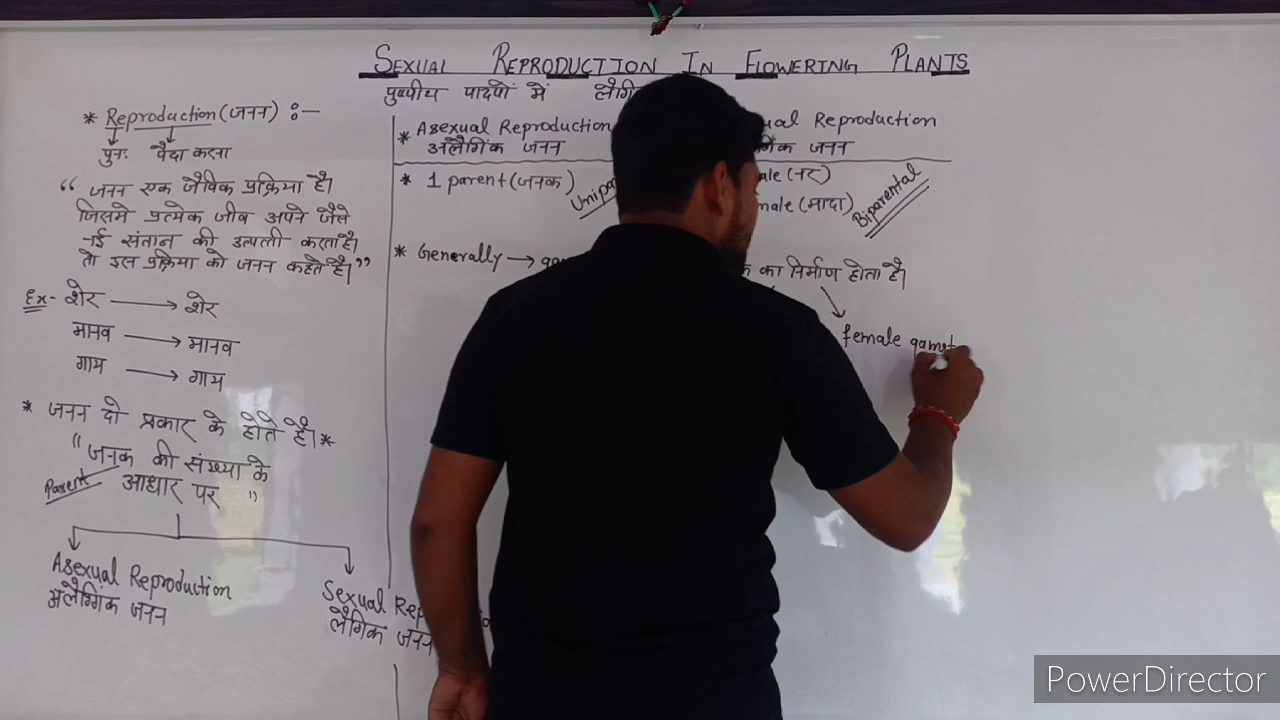 SEXUAL REPRODUCTION IN FLOWERING PLANTS
पुष्पीय पादपों में लैंगि
* Reproduction (जनन) :-
पुनः पैदा करना
“ जनन एक जैविक प्रक्रिया है।
जिसमे प्रत्येक जीव अपने जैसे
नई संतान की उत्पत्ती करता है।
तो इस प्रक्रिया को जनन कहते है। ”
Ex- शेर → शेर
मानव → मानव
गाय → गाय
* जनन दो प्रकार के होते है। *
“ जनक की संख्या के
Parent आधार पर ”
Asexual Reproduction
अलैंगिक जनन
Sexual Rep
लैंगिक जनन
* Asexual Reproduction
अलैगिंक जनन
* 1 parent (जनक)
Unipa
* Generally →
ual Reproduction
गिंक जनन
ale (नर)
male (मादा)
Biparental
क का निर्माण होता है।
female gamet
PowerDirector